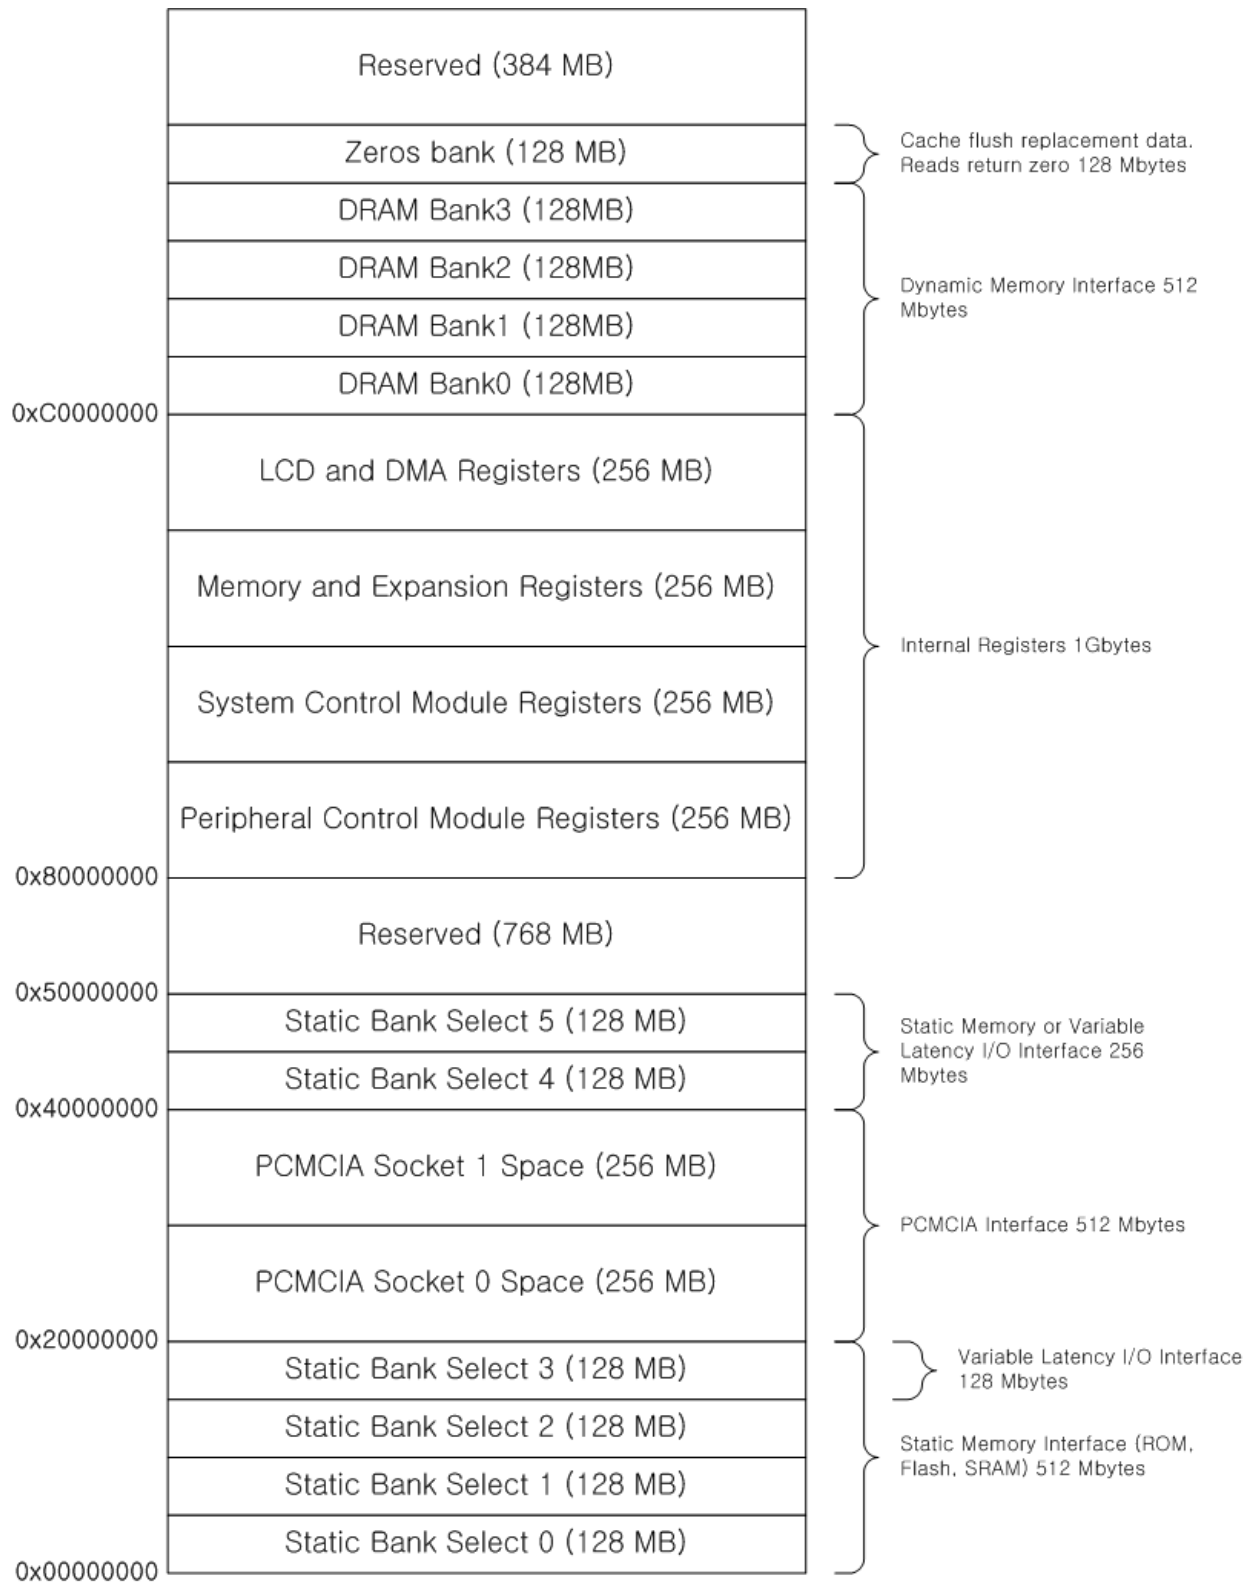 Reserved (384 MB)
Zeros bank (128 MB)
Cache flush replacement data.
Reads return zero 128 Mbytes
DRAM Bank3 (128MB)
DRAM Bank2 (128MB)
Dynamic Memory Interface 512
Mbytes
DRAM Bank1 (128MB)
DRAM Bank0 (128MB)
0xC0000000
LCD and DMA Registers (256 MB)
Memory and Expansion Registers (256 MB)
Internal Registers 1Gbytes
System Control Module Registers (256 MB)
Peripheral Control Module Registers (256 MB)
0x80000000
Reserved (768 MB)
0x50000000
Static Bank Select 5 (128 MB)
Static Memory or Variable
Latency I/O Interface 256
Mbytes
Static Bank Select 4 (128 MB)
0x40000000
PCMCIA Socket 1 Space (256 MB)
PCMCIA Interface 512 Mbytes
PCMCIA Socket 0 Space (256 MB)
0x20000000
Static Bank Select 3 (128 MB)
Variable Latency I/O Interface
128 Mbytes
Static Bank Select 2 (128 MB)
Static Memory Interface (ROM,
Flash, SRAM) 512 Mbytes
Static Bank Select 1 (128 MB)
Static Bank Select 0 (128 MB)
0x00000000